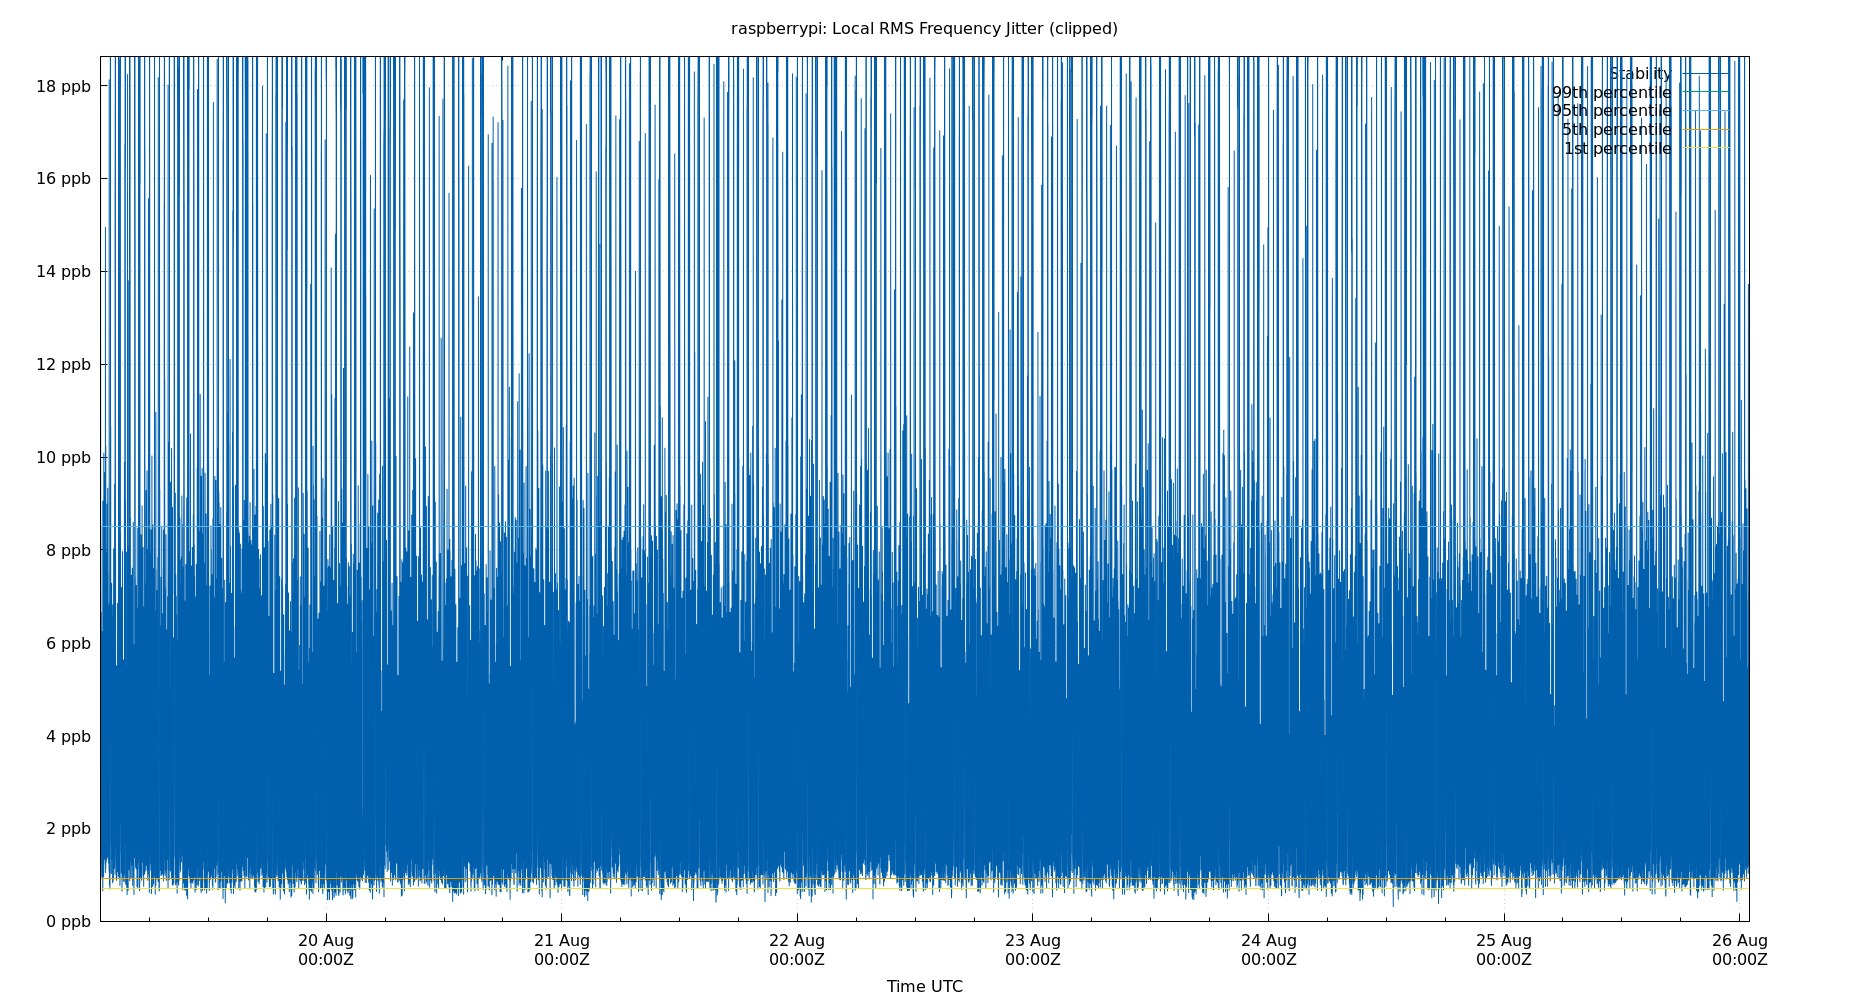 raspberrypi: Local RMS Frequency Jitter (clipped)
18 ppb
16 ppb
14 ppb
12 ppb
10 ppb
8 ppb
6 ppb
4 ppb
2 ppb
0 ppb
Stability
99th percentile
95th percentile
5th percentile
1st percentile
20 Aug
00:00Z
21 Aug
00:00Z
22 Aug
00:00Z
23 Aug
00:00Z
24 Aug
00:00Z
25 Aug
00:00Z
26 Aug
00:00Z
Time UTC